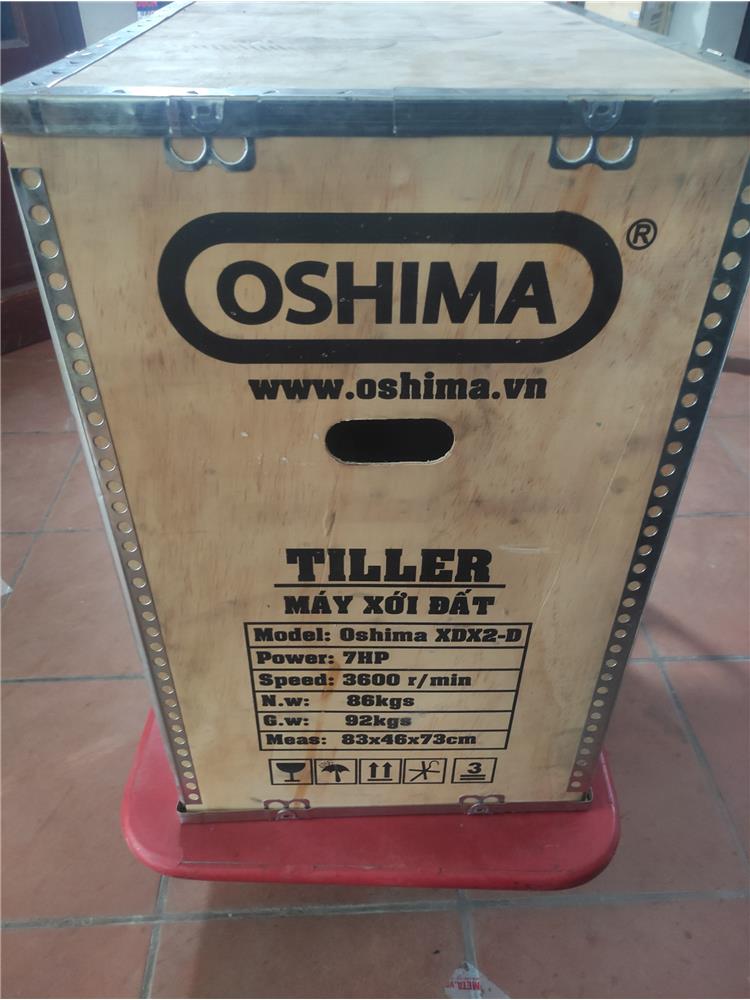 OSHIMA®
www.oshima.vn
TILLER
MÁY XỚI ĐẤT
Model: Oshima XDX2-D
Power: 7HP
Speed: 3600 r/min
N.w: 86kgs
G.w: 92kgs
Meas: 83x46x73cm
3